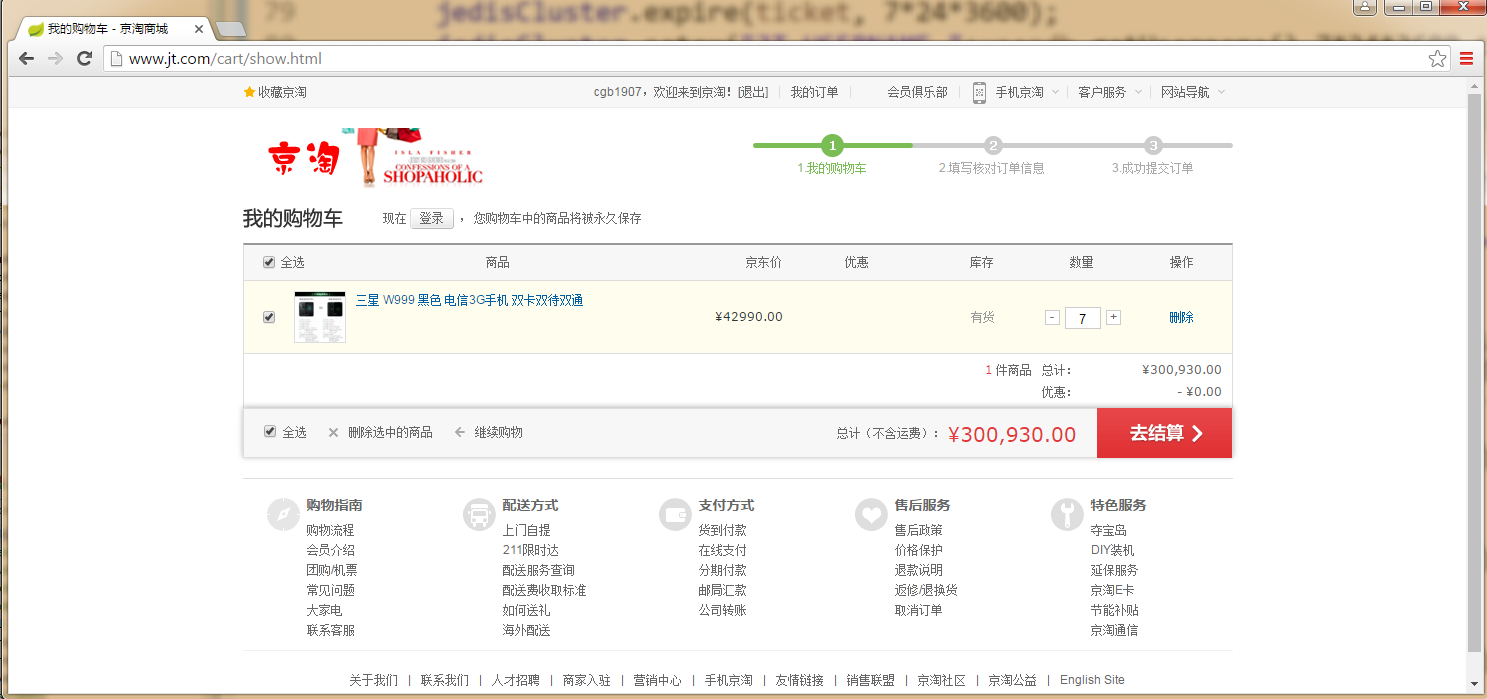 79 jedisCluster.expire(ticket, 7*24*3600);
我的购物车 - 京淘商城
www.jt.com/cart/show.html
收藏京淘 cgb1907，欢迎来到京淘！[退出] 我的订单 会员俱乐部 手机京淘 客户服务 网站导航
京淘
ISLA FISHER
CONFESSIONS OF A
SHOPAHOLIC
1 2 3
1.我的购物车 2.填写核对订单信息 3.成功提交订单
我的购物车 现在 登录 ，您购物车中的商品将被永久保存
全选 商品 京东价 优惠 库存 数量 操作
三星 W999 黑色 电信3G手机 双卡双待双通
¥42990.00 有货 - 7 + 删除
1 件商品 总计： ¥300,930.00
优惠： - ¥0.00
全选 删除选中的商品 继续购物 总计（不含运费）： ¥300,930.00 去结算
购物指南 配送方式 支付方式 售后服务 特色服务
购物流程 上门自提 货到付款 售后政策 夺宝岛
会员介绍 211限时达 在线支付 价格保护 DIY装机
团购/机票 配送服务查询 分期付款 退款说明 延保服务
常见问题 配送费收取标准 邮局汇款 返修/退换货 京淘E卡
大家电 如何送礼 公司转账 取消订单 节能补贴
联系客服 海外配送 京淘通信
关于我们 | 联系我们 | 人才招聘 | 商家入驻 | 营销中心 | 手机京淘 | 友情链接 | 销售联盟 | 京淘社区 | 京淘公益 | English Site